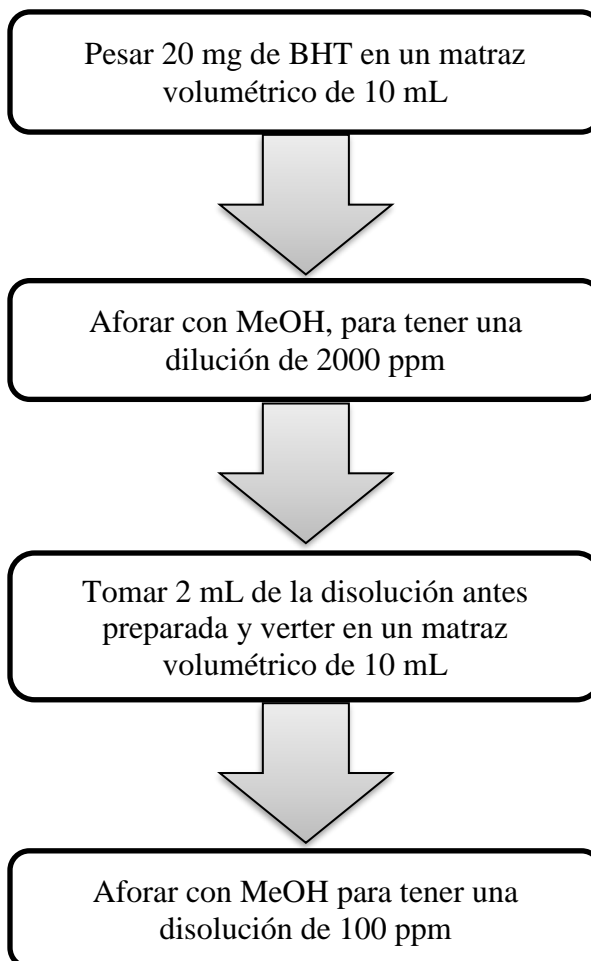 Pesar 20 mg de BHT en un matraz
volumétrico de 10 mL
Aforar con MeOH, para tener una
dilución de 2000 ppm
Tomar 2 mL de la disolución antes
preparada y verter en un matraz
volumétrico de 10 mL
Aforar con MeOH para tener una
disolución de 100 ppm